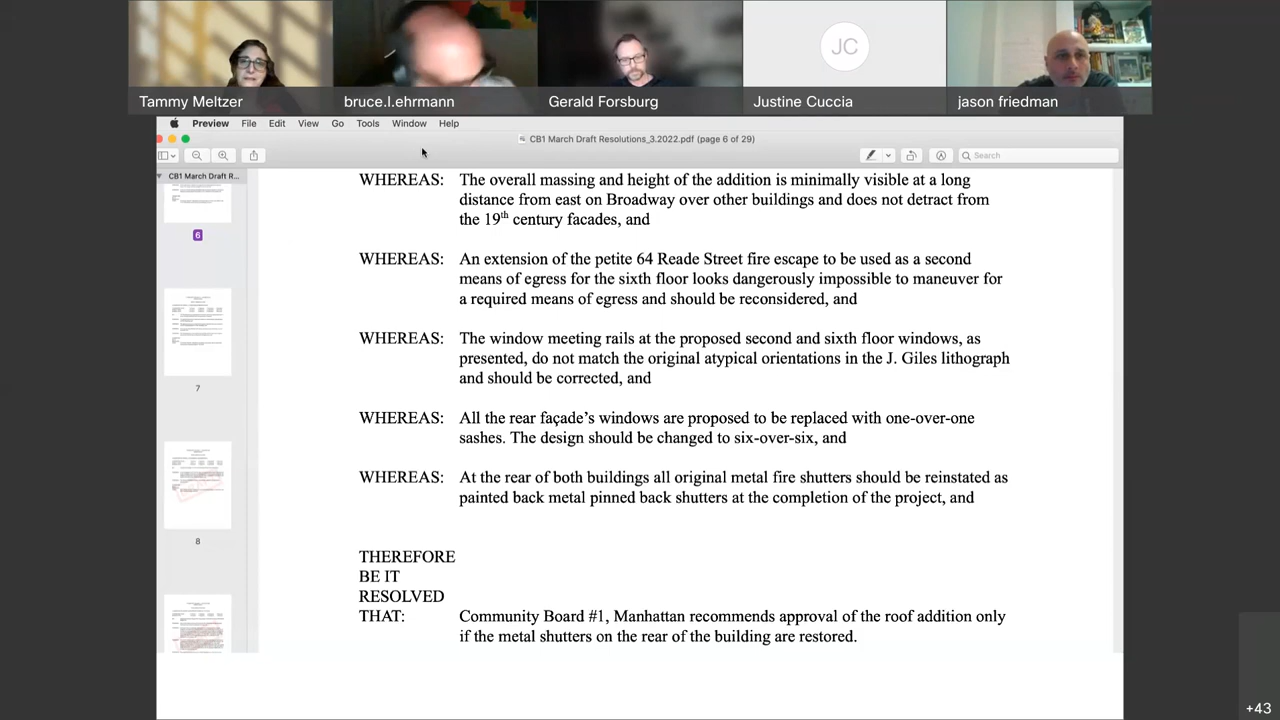 JC
Tammy Meltzer
bruce.l.ehrmann
Gerald Forsburg
Justine Cuccia
jason friedman
Preview File Edit View Go Tools Window Help
CB1 March Draft Resolutions_3.2022.pdf (page 6 of 29)
Search
CB1 March Draft R...
WHEREAS: The overall massing and height of the addition is minimally visible at a long
distance from east on Broadway over other buildings and does not detract from
the 19th century facades, and
WHEREAS: An extension of the petite 64 Reade Street fire escape to be used as a second
means of egress for the sixth floor looks dangerously impossible to maneuver for
a required means of egress and should be reconsidered, and
WHEREAS: The window meeting rails at the proposed second and sixth floor windows, as
presented, do not match the original atypical orientations in the J. Giles lithograph
and should be corrected, and
WHEREAS: All the rear façade’s windows are proposed to be replaced with one-over-one
sashes. The design should be changed to six-over-six, and
WHEREAS: At the rear of both buildings all original metal fire shutters should be reinstated as
painted back metal pinned back shutters at the completion of the project, and
THEREFORE
BE IT
RESOLVED
THAT: Community Board #1 Manhattan recommends approval of the roof addition only
if the metal shutters on the rear of the building are restored.
6
7
8
+43